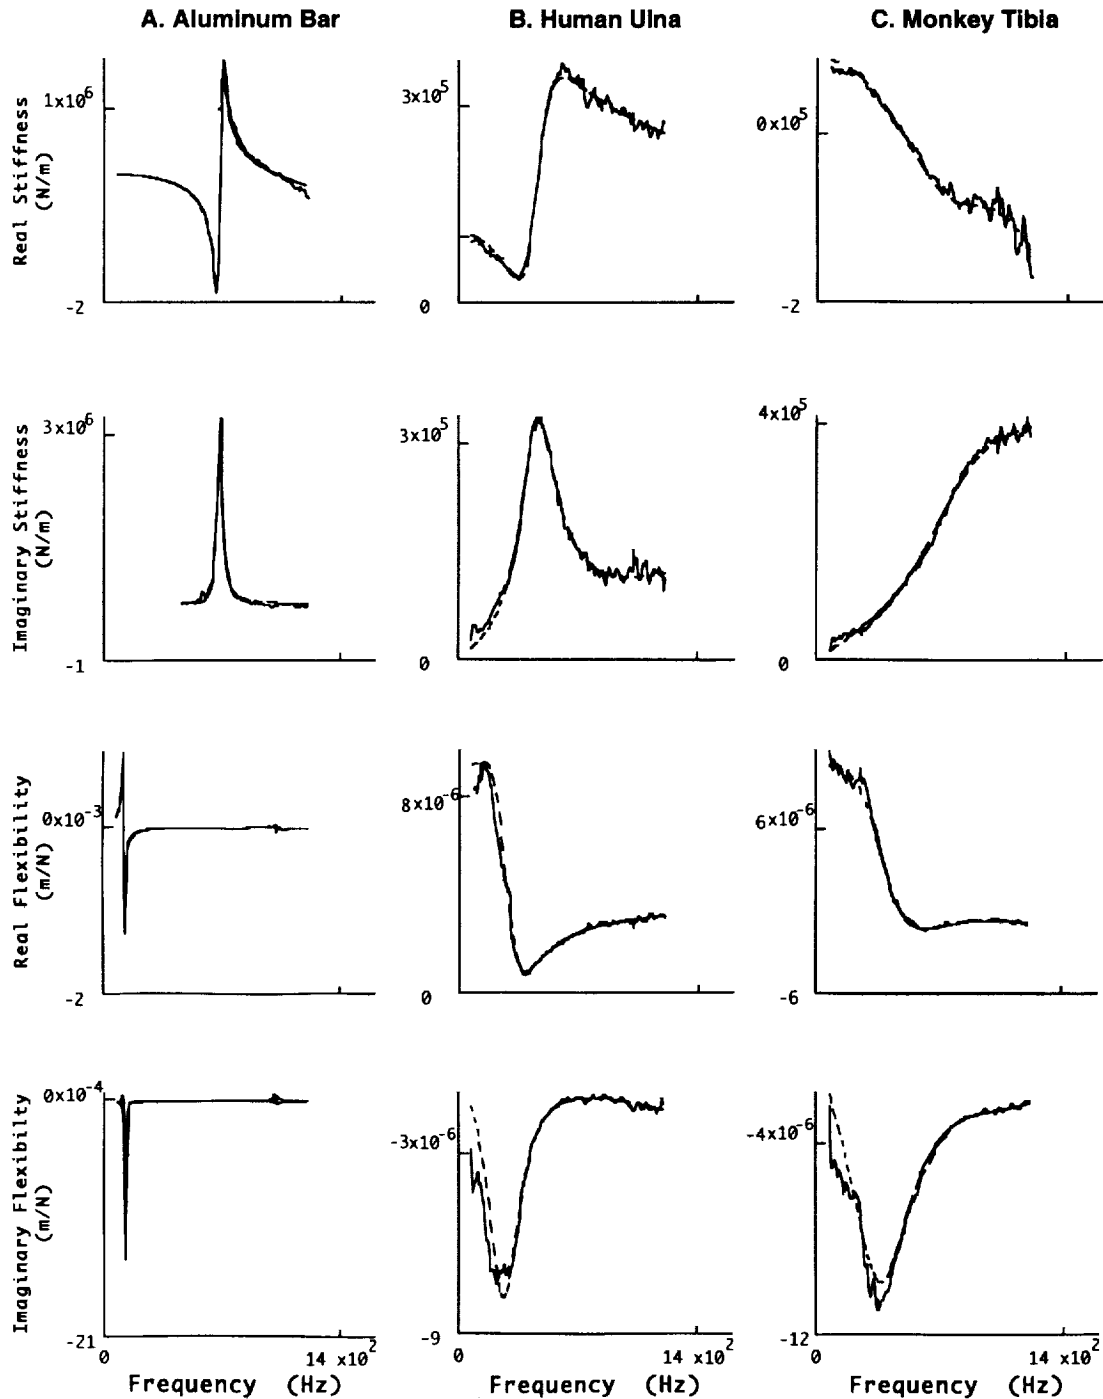 A. Aluminum Bar
B. Human Ulna
C. Monkey Tibia
Real Stiffness
(N/m)
1x10^6
-2
3x10^5
0
0x10^5
-2
Imaginary Stiffness
(N/m)
3x10^6
-1
3x10^5
0
4x10^5
0
Real Flexibility
(m/N)
0x10^-3
-2
8x10^-6
0
6x10^-6
-6
Imaginary Flexibilty
(m/N)
0x10^-4
-21
-3x10^-6
-9
-4x10^-6
-12
0
14 x10^2
0
14 x10^2
0
14 x10^2
Frequency (Hz)
Frequency (Hz)
Frequency (Hz)